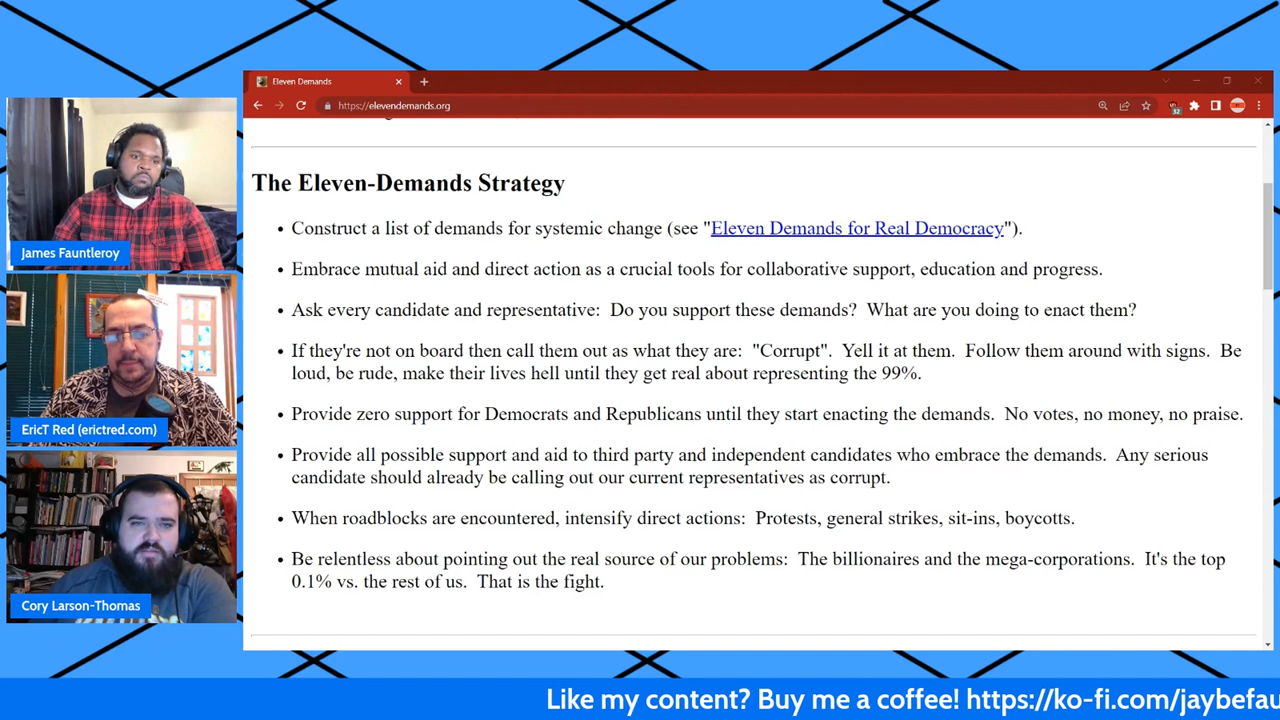 Eleven Demands
https://elevendemands.org
The Eleven-Demands Strategy
• Construct a list of demands for systemic change (see "Eleven Demands for Real Democracy").
• Embrace mutual aid and direct action as a crucial tools for collaborative support, education and progress.
• Ask every candidate and representative:  Do you support these demands?  What are you doing to enact them?
• If they're not on board then call them out as what they are:  "Corrupt".  Yell it at them.  Follow them around with signs.  Be
loud, be rude, make their lives hell until they get real about representing the 99%.
• Provide zero support for Democrats and Republicans until they start enacting the demands.  No votes, no money, no praise.
• Provide all possible support and aid to third party and independent candidates who embrace the demands.  Any serious
candidate should already be calling out our current representatives as corrupt.
• When roadblocks are encountered, intensify direct actions:  Protests, general strikes, sit-ins, boycotts.
• Be relentless about pointing out the real source of our problems:  The billionaires and the mega-corporations.  It's the top
0.1% vs. the rest of us.  That is the fight.
James Fauntleroy
EricT Red (erictred.com)
Cory Larson-Thomas
Like my content? Buy me a coffee! https://ko-fi.com/jaybefau